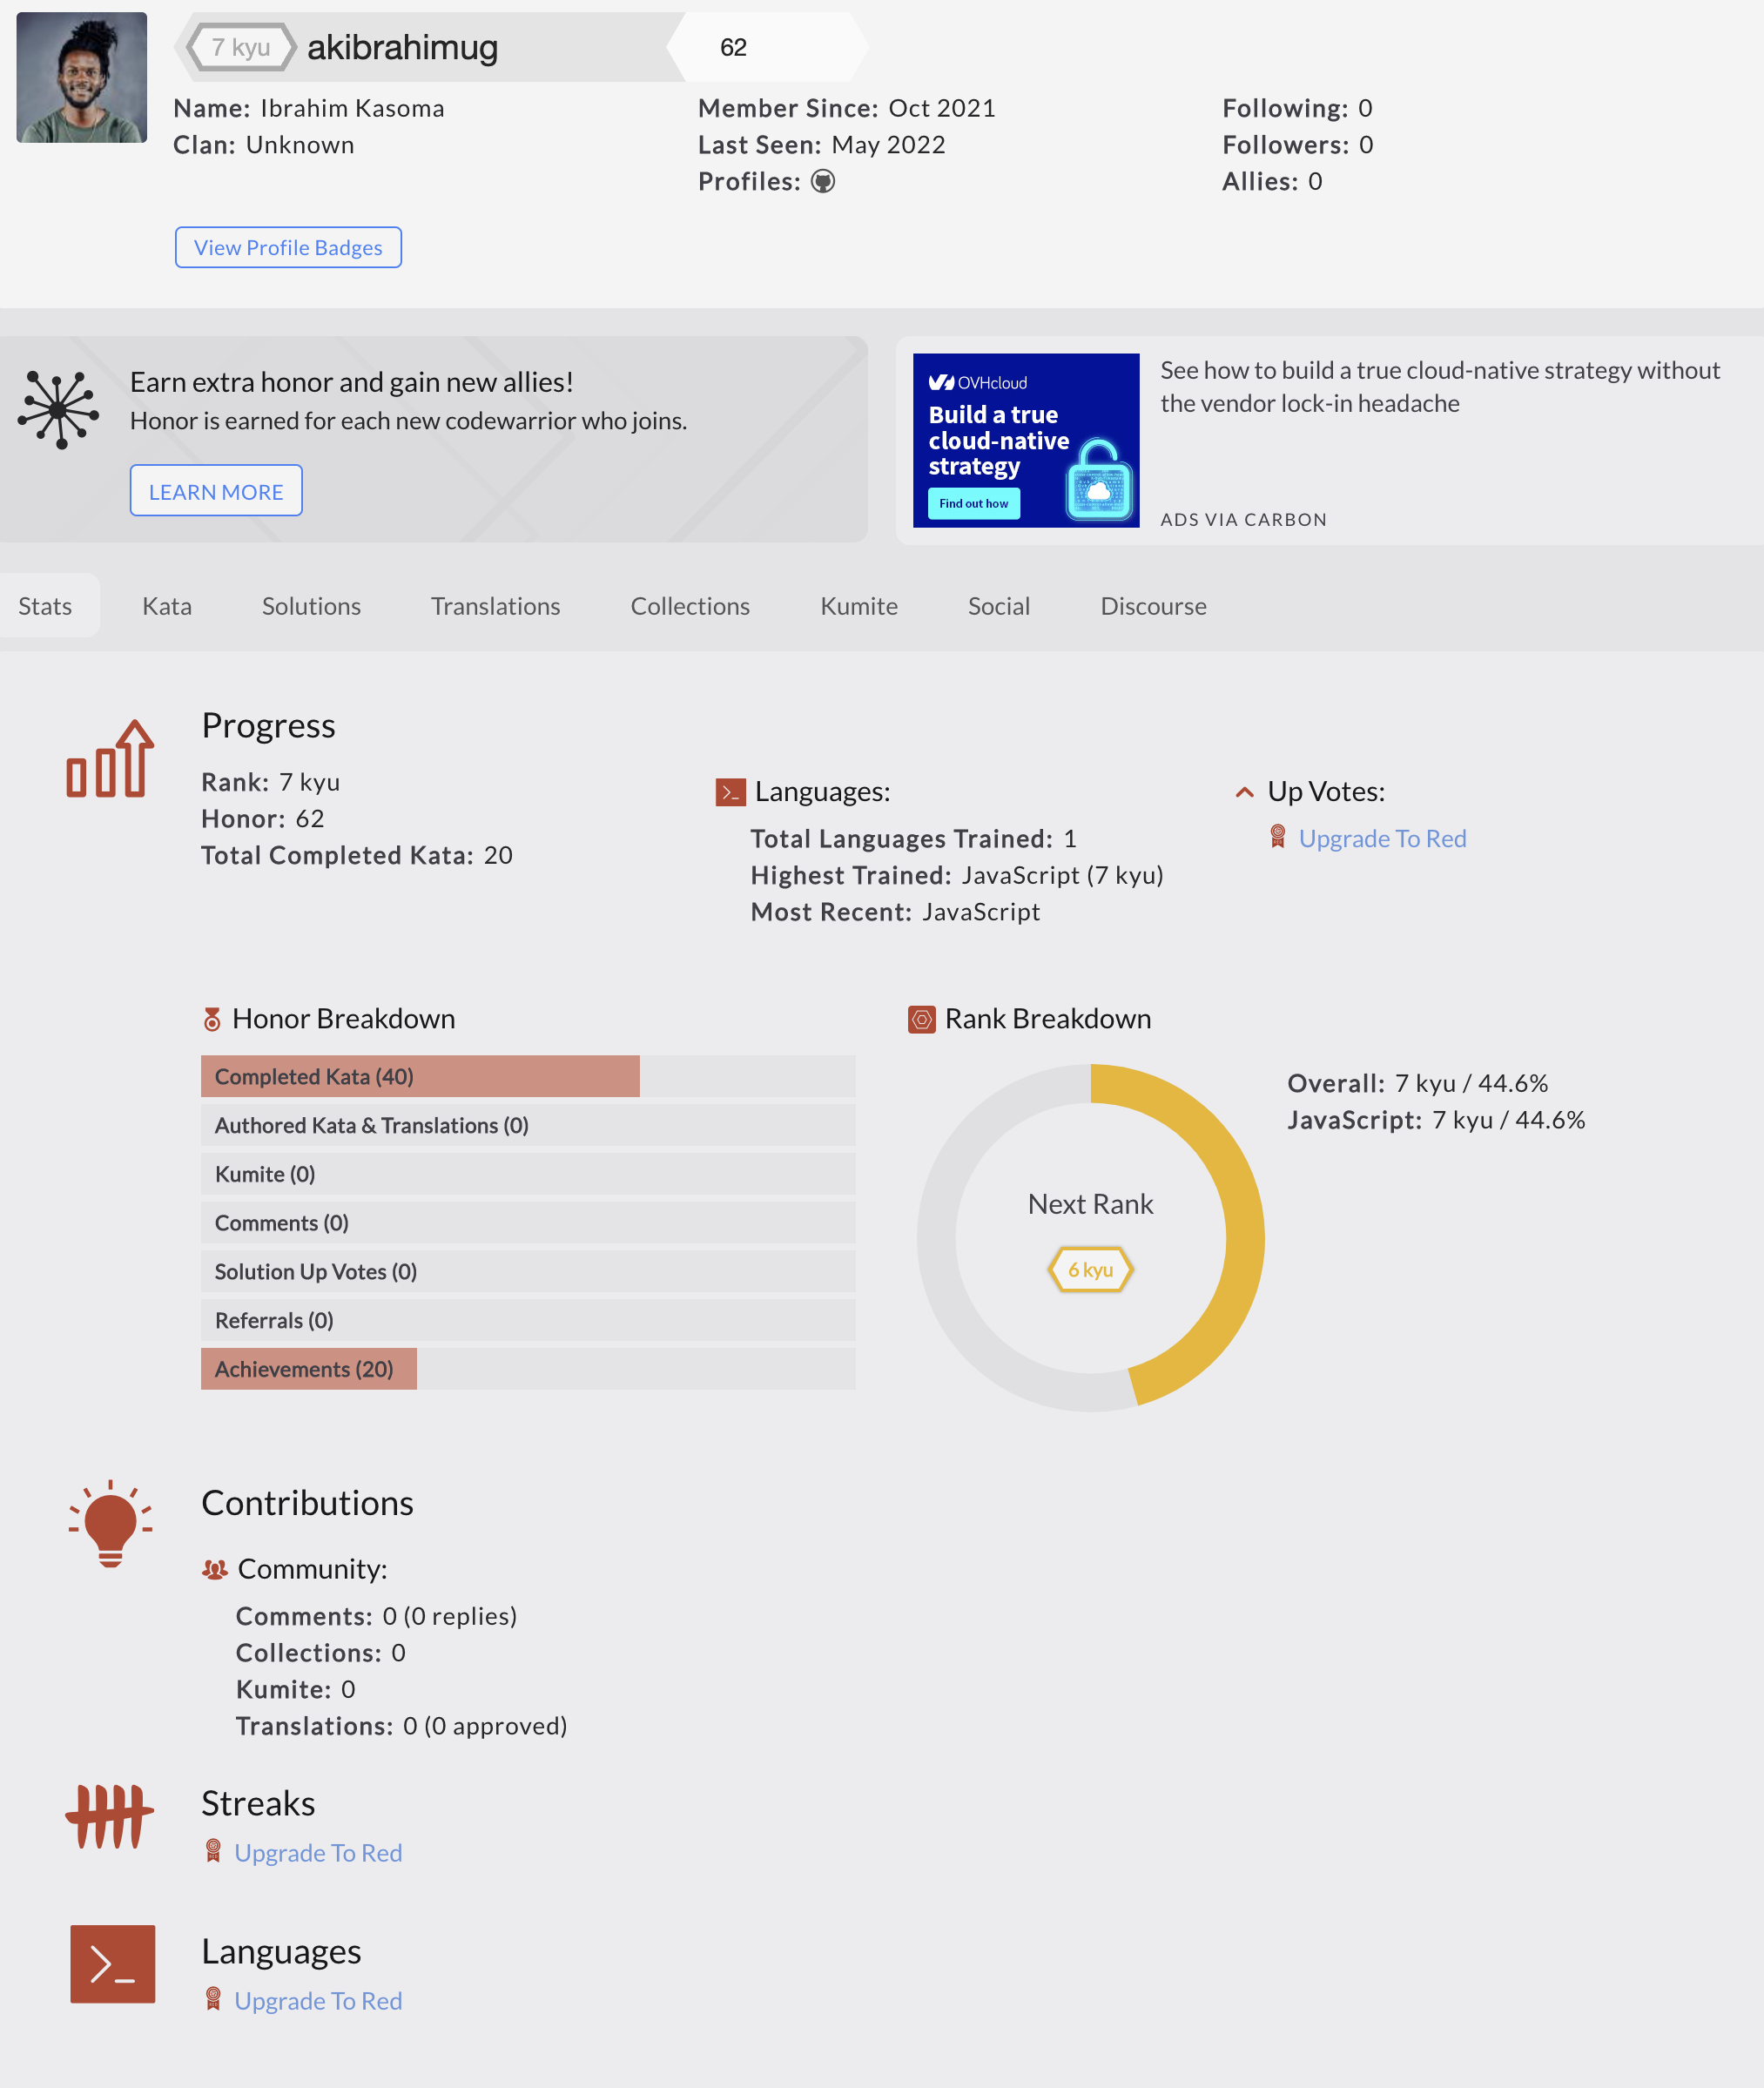 7 kyu akibrahimug 62
Name: Ibrahim Kasoma
Clan: Unknown
Member Since: Oct 2021
Last Seen: May 2022
Profiles:
Following: 0
Followers: 0
Allies: 0
View Profile Badges
Earn extra honor and gain new allies!
Honor is earned for each new codewarrior who joins.
LEARN MORE
OVHcloud
Build a true
cloud-native
strategy
Find out how
See how to build a true cloud-native strategy without
the vendor lock-in headache
ADS VIA CARBON
Stats Kata Solutions Translations Collections Kumite Social Discourse
Progress
Rank: 7 kyu
Honor: 62
Total Completed Kata: 20
Languages:
Total Languages Trained: 1
Highest Trained: JavaScript (7 kyu)
Most Recent: JavaScript
Up Votes:
Upgrade To Red
Honor Breakdown
Completed Kata (40)
Authored Kata & Translations (0)
Kumite (0)
Comments (0)
Solution Up Votes (0)
Referrals (0)
Achievements (20)
Rank Breakdown
Next Rank
6 kyu
Overall: 7 kyu / 44.6%
JavaScript: 7 kyu / 44.6%
Contributions
Community:
Comments: 0 (0 replies)
Collections: 0
Kumite: 0
Translations: 0 (0 approved)
Streaks
Upgrade To Red
Languages
Upgrade To Red